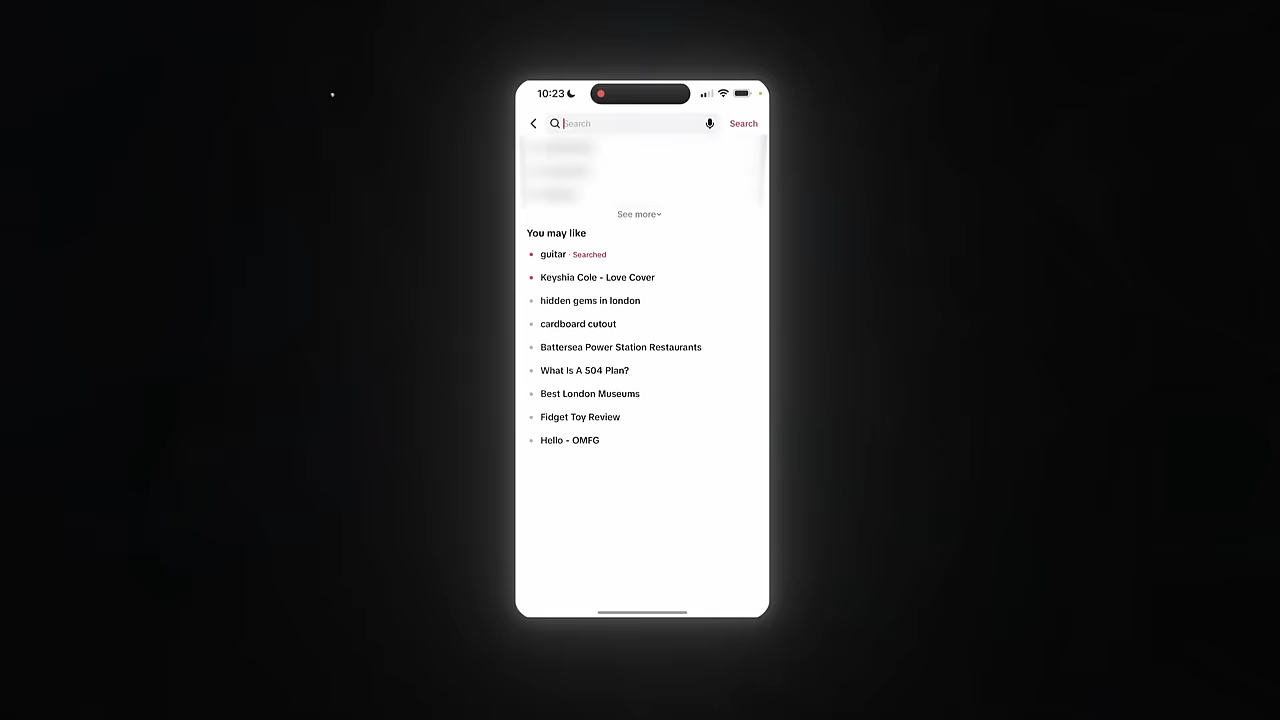 10:23
Search Search
See more
You may like
guitar · Searched
Keyshia Cole - Love Cover
hidden gems in london
cardboard cutout
Battersea Power Station Restaurants
What Is A 504 Plan?
Best London Museums
Fidget Toy Review
Hello - OMFG